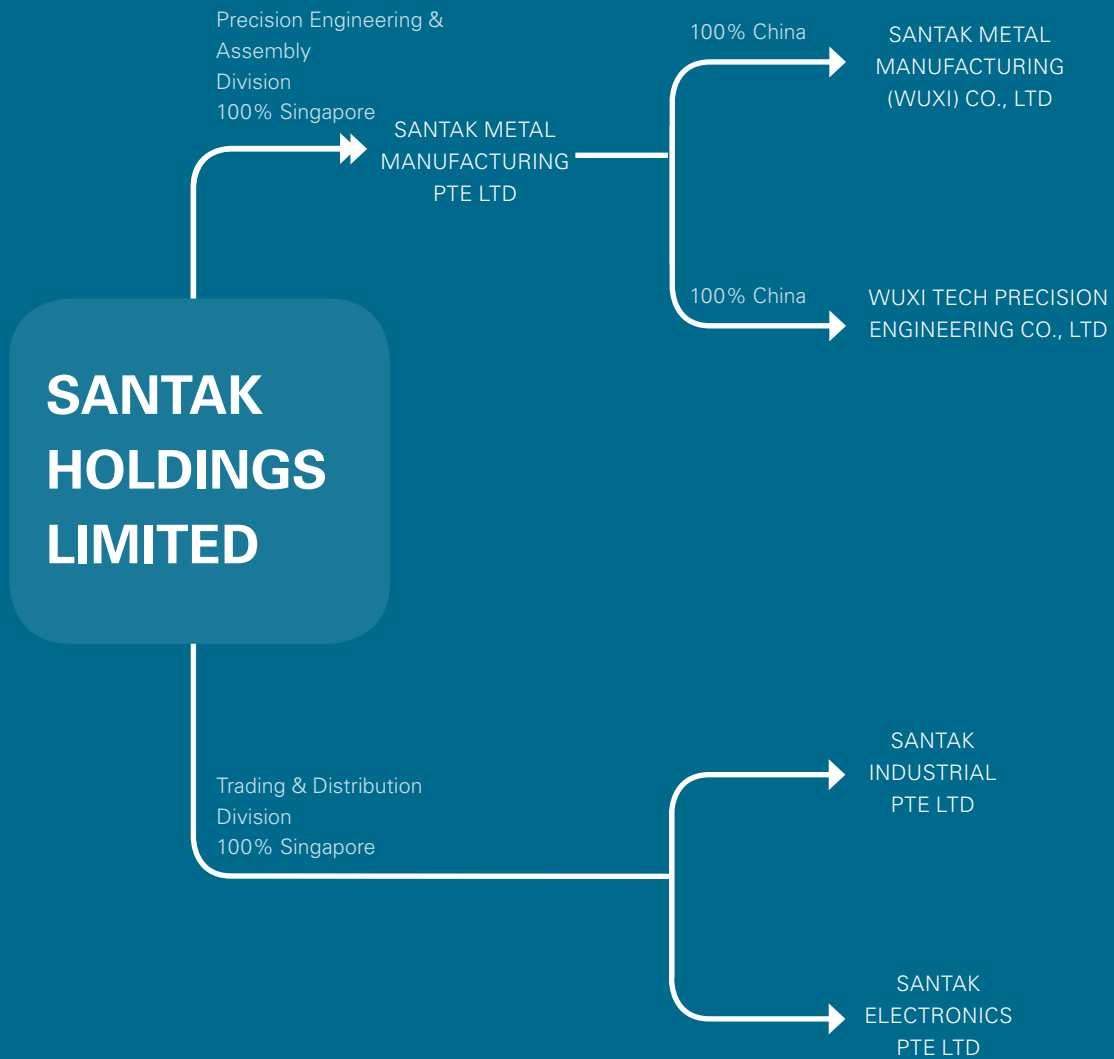 Precision Engineering &
Assembly
Division
100% Singapore
SANTAK METAL
MANUFACTURING
PTE LTD
100% China
SANTAK METAL
MANUFACTURING
(WUXI) CO., LTD
100% China
WUXI TECH PRECISION
ENGINEERING CO., LTD
SANTAK
HOLDINGS
LIMITED
Trading & Distribution
Division
100% Singapore
SANTAK
INDUSTRIAL
PTE LTD
SANTAK
ELECTRONICS
PTE LTD